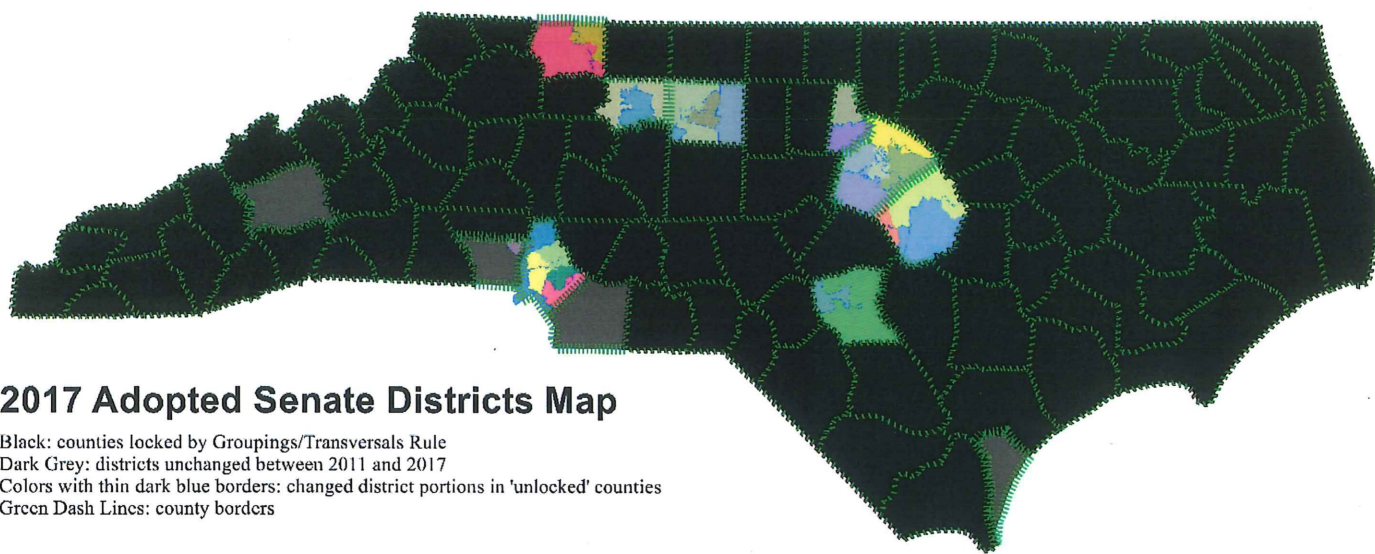 2017 Adopted Senate Districts Map
Black: counties locked by Groupings/Transversals Rule
Dark Grey: districts unchanged between 2011 and 2017
Colors with thin dark blue borders: changed district portions in 'unlocked' counties
Green Dash Lines: county borders